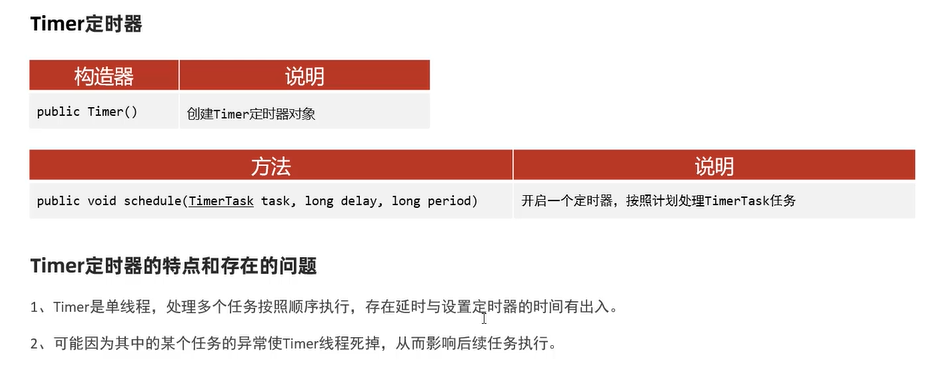 Timer定时器
构造器 说明
public Timer() 创建Timer定时器对象
方法 说明
public void schedule(TimerTask task, long delay, long period) 开启一个定时器，按照计划处理TimerTask任务
Timer定时器的特点和存在的问题
1、Timer是单线程，处理多个任务按照顺序执行，存在延时与设置定时器的时间有出入。
2、可能因为其中的某个任务的异常使Timer线程死掉，从而影响后续任务执行。